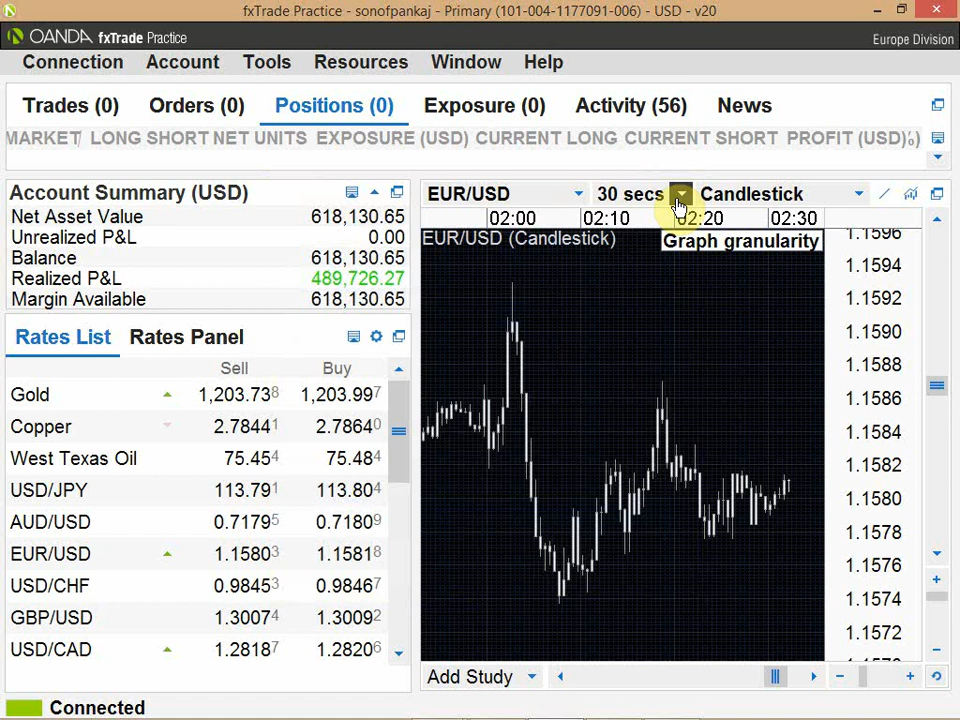 fxTrade Practice - sonofpankaj - Primary (101-004-1177091-006) - USD - v20
OANDA fxTrade Practice
Europe Division
Connection Account Tools Resources Window Help
Trades (0) Orders (0) Positions (0) Exposure (0) Activity (56) News
MARKET LONG SHORT NET UNITS EXPOSURE (USD) CURRENT LONG CURRENT SHORT PROFIT (USD)
Account Summary (USD)
Net Asset Value 618,130.65
Unrealized P&L 0.00
Balance 618,130.65
Realized P&L 489,726.27
Margin Available 618,130.65
Rates List Rates Panel
Sell Buy
Gold 1,203.738 1,203.997
Copper 2.78441 2.78640
West Texas Oil 75.454 75.484
USD/JPY 113.791 113.804
AUD/USD 0.71795 0.71809
EUR/USD 1.15803 1.15818
USD/CHF 0.98453 0.98467
GBP/USD 1.30074 1.30092
USD/CAD 1.28187 1.28206
EUR/USD 30 secs Candlestick
02:00 02:10 02:20 02:30
EUR/USD (Candlestick)
Graph granularity
1.1596
1.1594
1.1592
1.1590
1.1588
1.1586
1.1584
1.1582
1.1580
1.1578
1.1576
1.1574
1.1572
Add Study
Connected